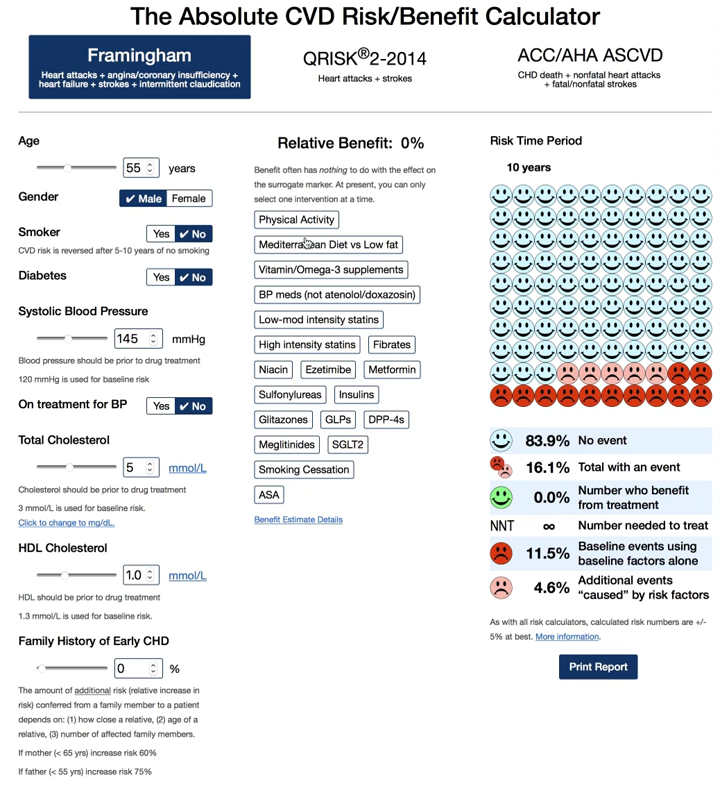 The Absolute CVD Risk/Benefit Calculator
Framingham
Heart attacks + angina/coronary insufficiency +
heart failure + strokes + intermittent claudication
QRISK®2-2014
Heart attacks + strokes
ACC/AHA ASCVD
CHD death + nonfatal heart attacks
+ fatal/nonfatal strokes
Age
55 years
Gender
✔ Male Female
Smoker
Yes ✔ No
CVD risk is reversed after 5-10 years of no smoking
Diabetes
Yes ✔ No
Systolic Blood Pressure
145 mmHg
Blood pressure should be prior to drug treatment
120 mmHg is used for baseline risk
On treatment for BP
Yes ✔ No
Total Cholesterol
5 mmol/L
Cholesterol should be prior to drug treatment
3 mmol/L is used for baseline risk.
Click to change to mg/dL.
HDL Cholesterol
1.0 mmol/L
HDL should be prior to drug treatment
1.3 mmol/L is used for baseline risk.
Family History of Early CHD
0 %
The amount of additional risk (relative increase in
risk) conferred from a family member to a patient
depends on: (1) how close a relative, (2) age of a
relative, (3) number of affected family members.
If mother (< 65 yrs) increase risk 60%
If father (< 55 yrs) increase risk 75%
Relative Benefit: 0%
Benefit often has nothing to do with the effect on
the surrogate marker. At present, you can only
select one intervention at a time.
Physical Activity
Mediterranean Diet vs Low fat
Vitamin/Omega-3 supplements
BP meds (not atenolol/doxazosin)
Low-mod intensity statins
High intensity statins Fibrates
Niacin Ezetimibe Metformin
Sulfonylureas Insulins
Glitazones GLPs DPP-4s
Meglitinides SGLT2
Smoking Cessation
ASA
Benefit Estimate Details
Risk Time Period
10 years
83.9% No event
16.1% Total with an event
0.0% Number who benefit
from treatment
NNT ∞ Number needed to treat
11.5% Baseline events using
baseline factors alone
4.6% Additional events
“caused” by risk factors
As with all risk calculators, calculated risk numbers are +/-
5% at best. More information.
Print Report